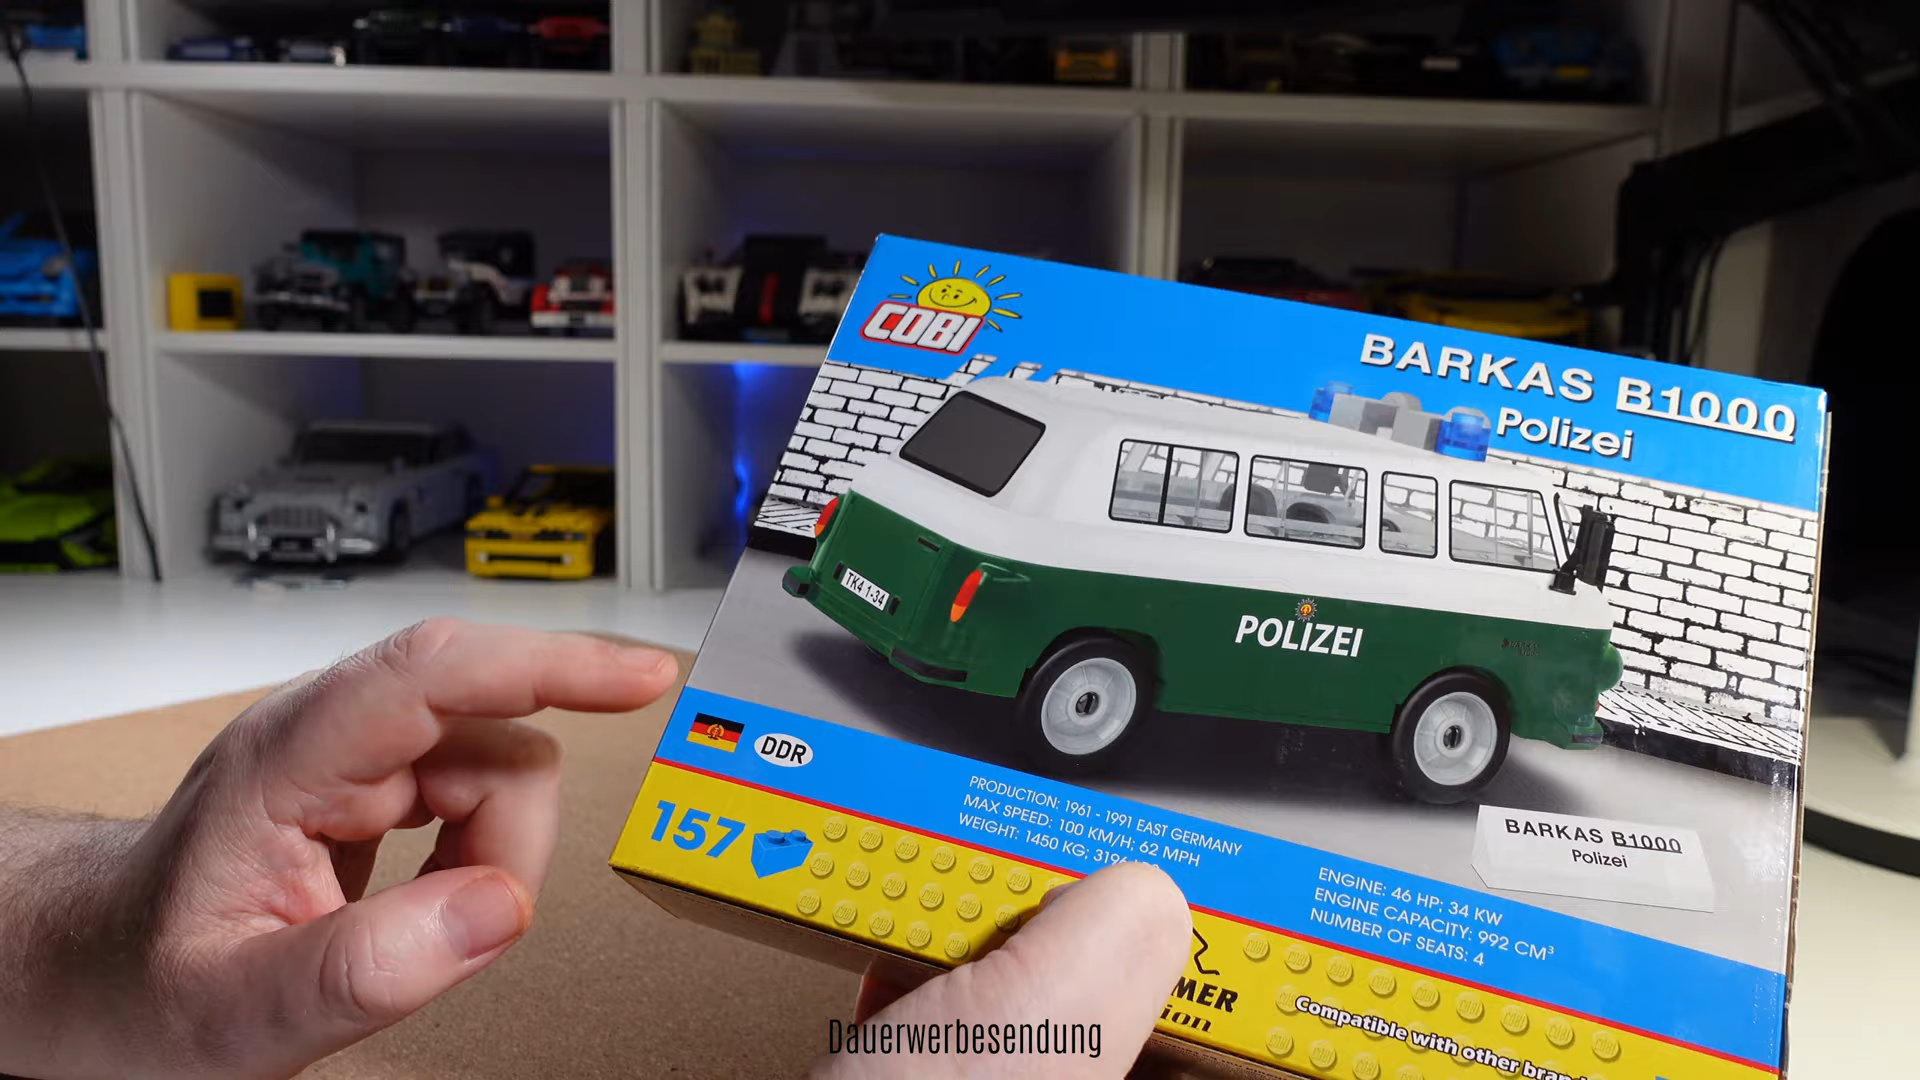 COBI
BARKAS B1000
Polizei
TK4 1-34
POLIZEI
DDR
157
PRODUCTION: 1961 - 1991 EAST GERMANY
MAX SPEED: 100 KM/H; 62 MPH
WEIGHT: 1450 KG;
ENGINE: 46 HP; 34 KW
ENGINE CAPACITY: 992 CM³
NUMBER OF SEATS: 4
BARKAS B1000
Polizei
Compatible with other
Dauerwerbesendung